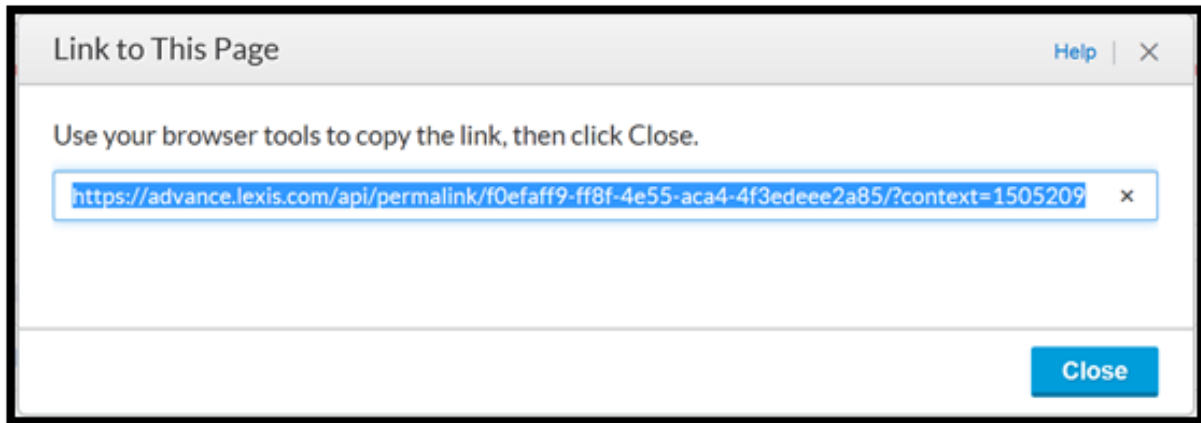 Link to This Page
Help
Use your browser tools to copy the link, then click Close.
https://advance.lexis.com/api/permalink/f0efaff9-ff8f-4e55-aca4-4f3edeee2a85/?context=1505209
Close